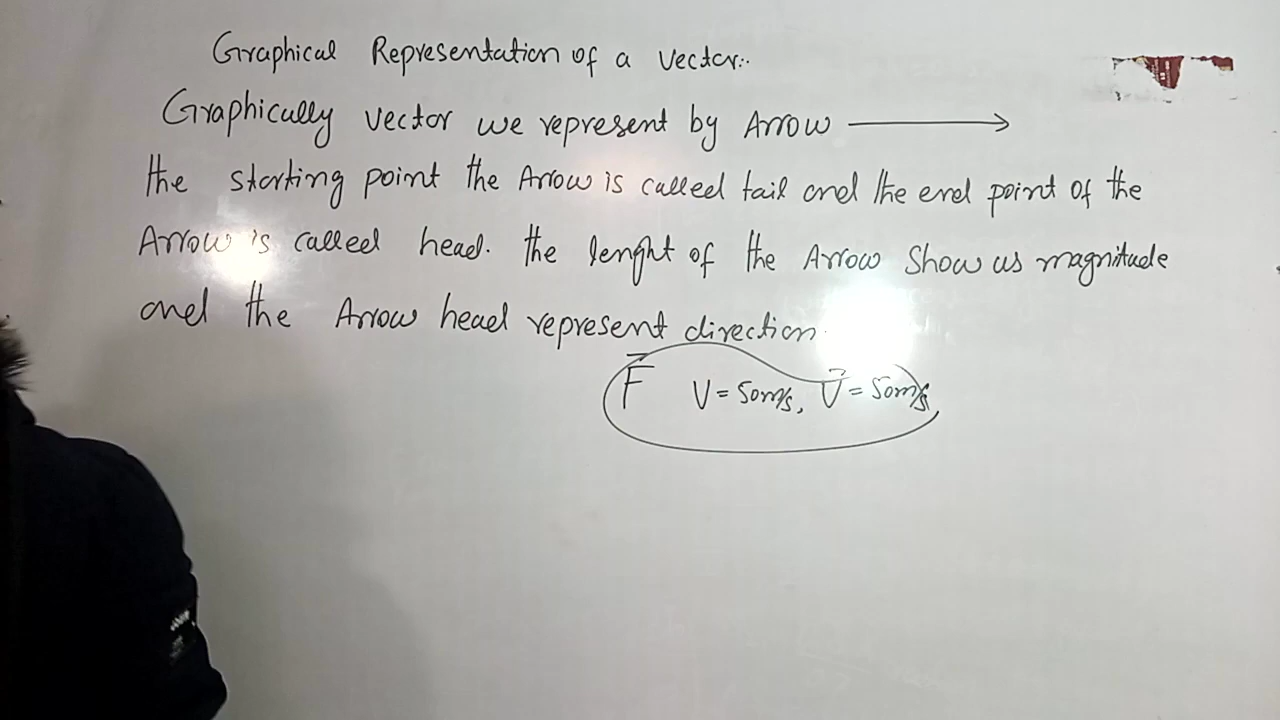 Graphical Representation of a Vector:.
Graphically vector we represent by Arrow ⟶
the starting point the Arrow is called tail and the end point of the
Arrow is called head. the lenght of the Arrow Show us magnitude
and the Arrow head represent direction.
F⃗ V = 50m/s, V⃗ = 50m/s